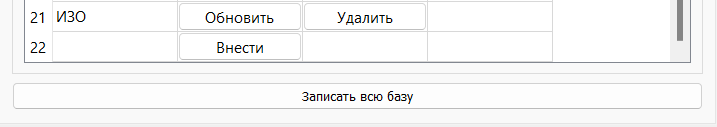 21 ИЗО Обновить Удалить
22 Внести
Записать всю базу